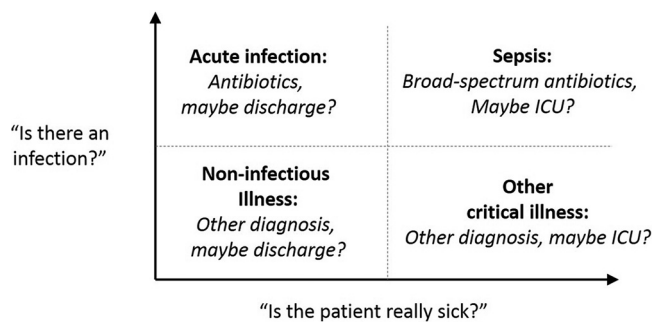 Acute infection:
Antibiotics,
maybe discharge?
Sepsis:
Broad-spectrum antibiotics,
Maybe ICU?
“Is there an
infection?”
Non-infectious
Illness:
Other diagnosis,
maybe discharge?
Other
critical illness:
Other diagnosis, maybe ICU?
“Is the patient really sick?”